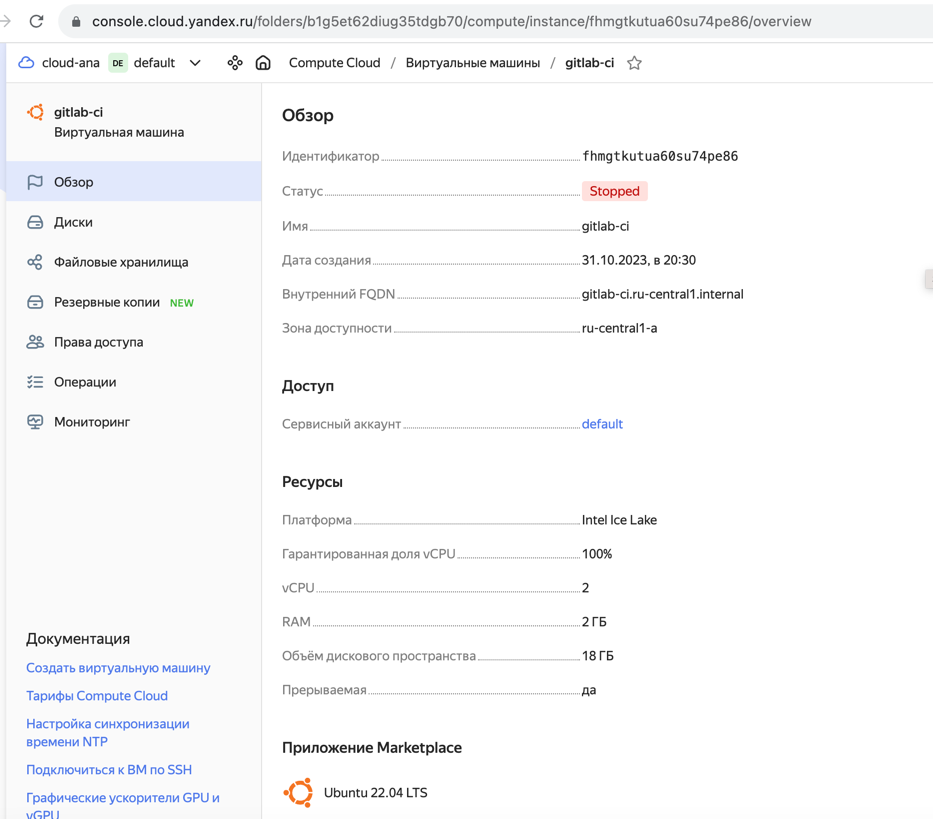 console.cloud.yandex.ru/folders/b1g5et62diug35tdgb70/compute/instance/fhmgtkutua60su74pe86/overview
cloud-ana DE default Compute Cloud / Виртуальные машины / gitlab-ci
gitlab-ci
Виртуальная машина
Обзор
Диски
Файловые хранилища
Резервные копии NEW
Права доступа
Операции
Мониторинг
Документация
Создать виртуальную машину
Тарифы Compute Cloud
Настройка синхронизации
времени NTP
Подключиться к ВМ по SSH
Графические ускорители GPU и
vGPU
Обзор
Идентификатор fhmgtkutua60su74pe86
Статус Stopped
Имя gitlab-ci
Дата создания 31.10.2023, в 20:30
Внутренний FQDN gitlab-ci.ru-central1.internal
Зона доступности ru-central1-a
Доступ
Сервисный аккаунт default
Ресурсы
Платформа Intel Ice Lake
Гарантированная доля vCPU 100%
vCPU 2
RAM 2 ГБ
Объём дискового пространства 18 ГБ
Прерываемая да
Приложение Marketplace
Ubuntu 22.04 LTS